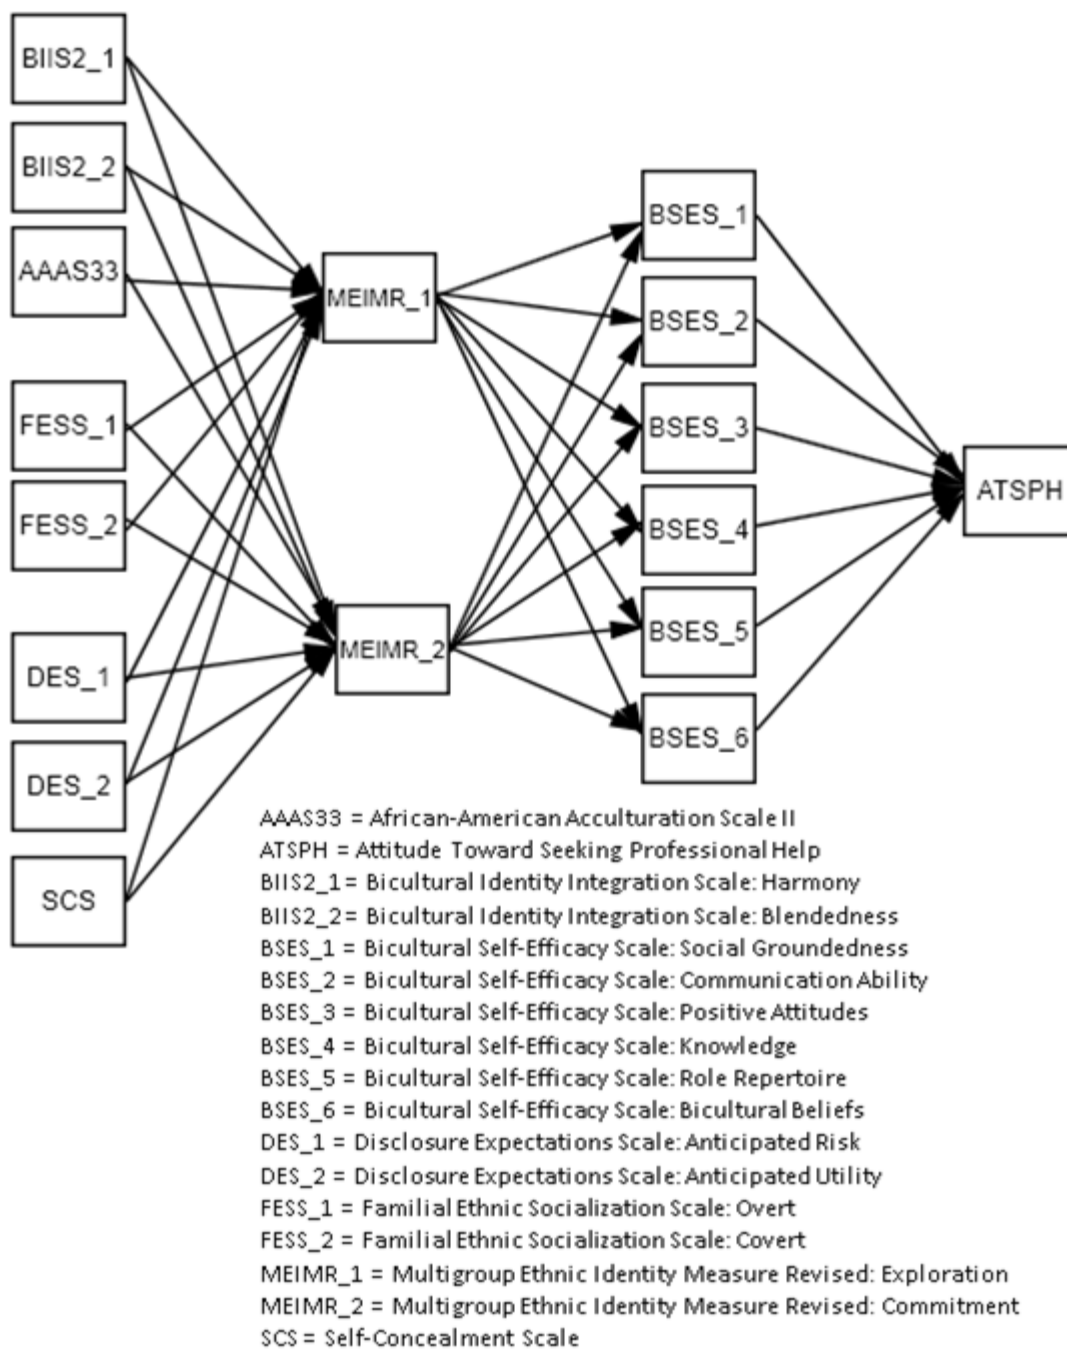 BIIS2_1
BIIS2_2
AAAS33
FESS_1
FESS_2
DES_1
DES_2
SCS
MEIMR_1
MEIMR_2
BSES_1
BSES_2
BSES_3
BSES_4
BSES_5
BSES_6
ATSPH
AAAS33 = African-American Acculturation Scale II
ATSPH = Attitude Toward Seeking Professional Help
BIIS2_1 = Bicultural Identity Integration Scale: Harmony
BIIS2_2 = Bicultural Identity Integration Scale: Blendedness
BSES_1 = Bicultural Self-Efficacy Scale: Social Groundedness
BSES_2 = Bicultural Self-Efficacy Scale: Communication Ability
BSES_3 = Bicultural Self-Efficacy Scale: Positive Attitudes
BSES_4 = Bicultural Self-Efficacy Scale: Knowledge
BSES_5 = Bicultural Self-Efficacy Scale: Role Repertoire
BSES_6 = Bicultural Self-Efficacy Scale: Bicultural Beliefs
DES_1 = Disclosure Expectations Scale: Anticipated Risk
DES_2 = Disclosure Expectations Scale: Anticipated Utility
FESS_1 = Familial Ethnic Socialization Scale: Overt
FESS_2 = Familial Ethnic Socialization Scale: Covert
MEIMR_1 = Multigroup Ethnic Identity Measure Revised: Exploration
MEIMR_2 = Multigroup Ethnic Identity Measure Revised: Commitment
SCS = Self-Concealment Scale